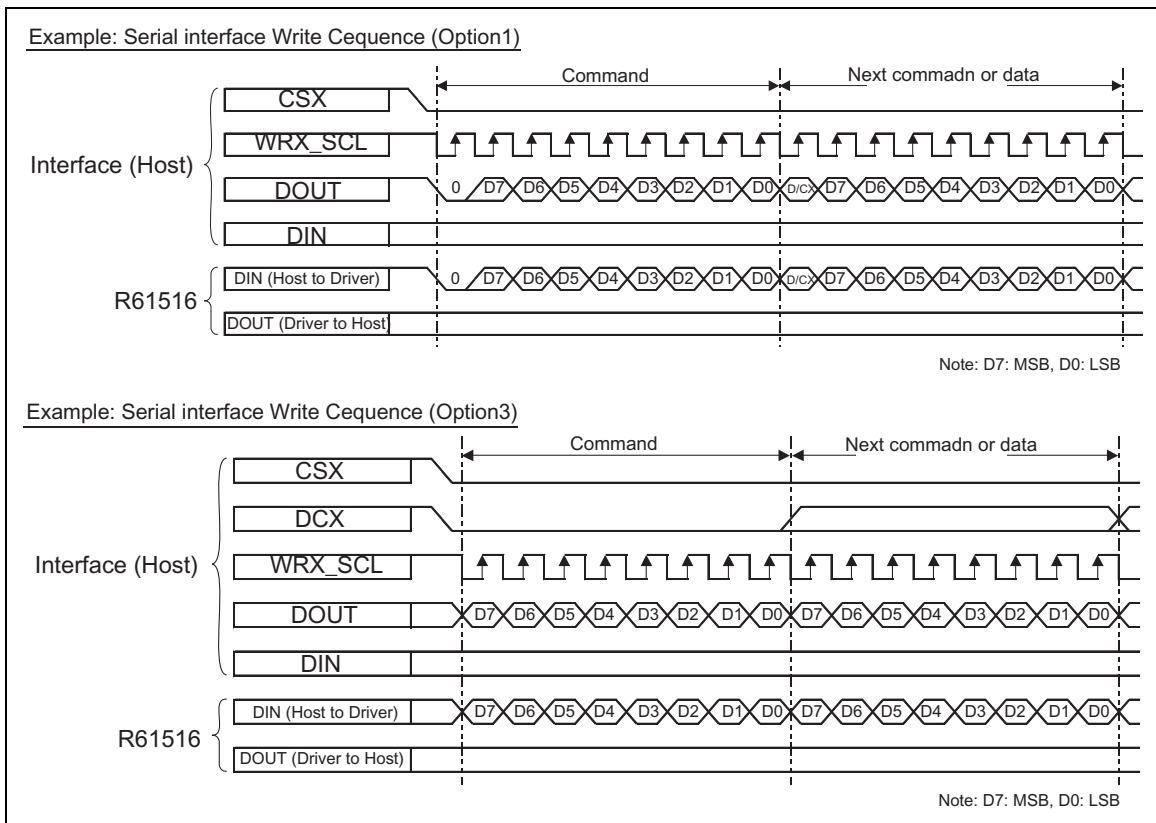 Example: Serial interface Write Cequence (Option1)
Command
Next commadn or data
CSX
WRX_SCL
Interface (Host)
DOUT
0 D7 D6 D5 D4 D3 D2 D1 D0 D/CX D7 D6 D5 D4 D3 D2 D1 D0
DIN
DIN (Host to Driver)
0 D7 D6 D5 D4 D3 D2 D1 D0 D/CX D7 D6 D5 D4 D3 D2 D1 D0
R61516
DOUT (Driver to Host)
Note: D7: MSB, D0: LSB
Example: Serial interface Write Cequence (Option3)
Command
Next commadn or data
CSX
DCX
Interface (Host)
WRX_SCL
DOUT
D7 D6 D5 D4 D3 D2 D1 D0 D7 D6 D5 D4 D3 D2 D1 D0
DIN
DIN (Host to Driver)
D7 D6 D5 D4 D3 D2 D1 D0 D7 D6 D5 D4 D3 D2 D1 D0
R61516
DOUT (Driver to Host)
Note: D7: MSB, D0: LSB